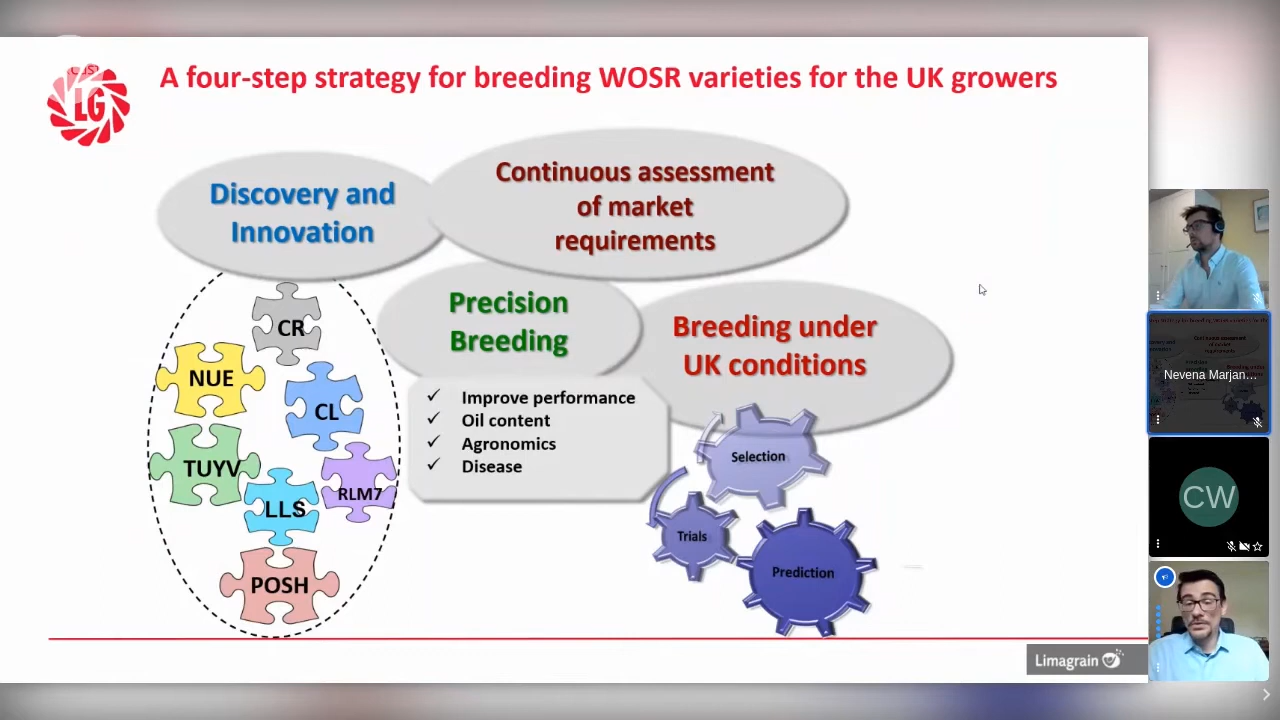 A four-step strategy for breeding WOSR varieties for the UK growers
LG
Discovery and
Innovation
Continuous assessment
of market
requirements
Precision
Breeding
Breeding under
UK conditions
CR
NUE
CL
TUYV
RLM7
LLS
POSH
✓ Improve performance
✓ Oil content
✓ Agronomics
✓ Disease
Selection
Trials
Prediction
Limagrain
Nevena Marjan...
CW